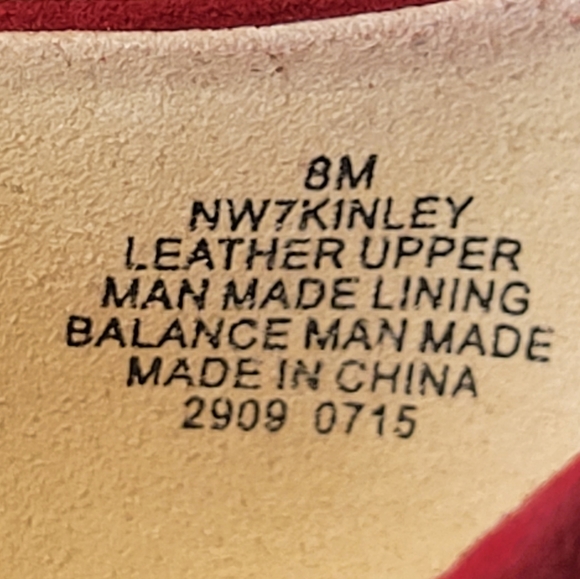 8M
NW7KINLEY
LEATHER UPPER
MAN MADE LINING
BALANCE MAN MADE
MADE IN CHINA
2909 0715